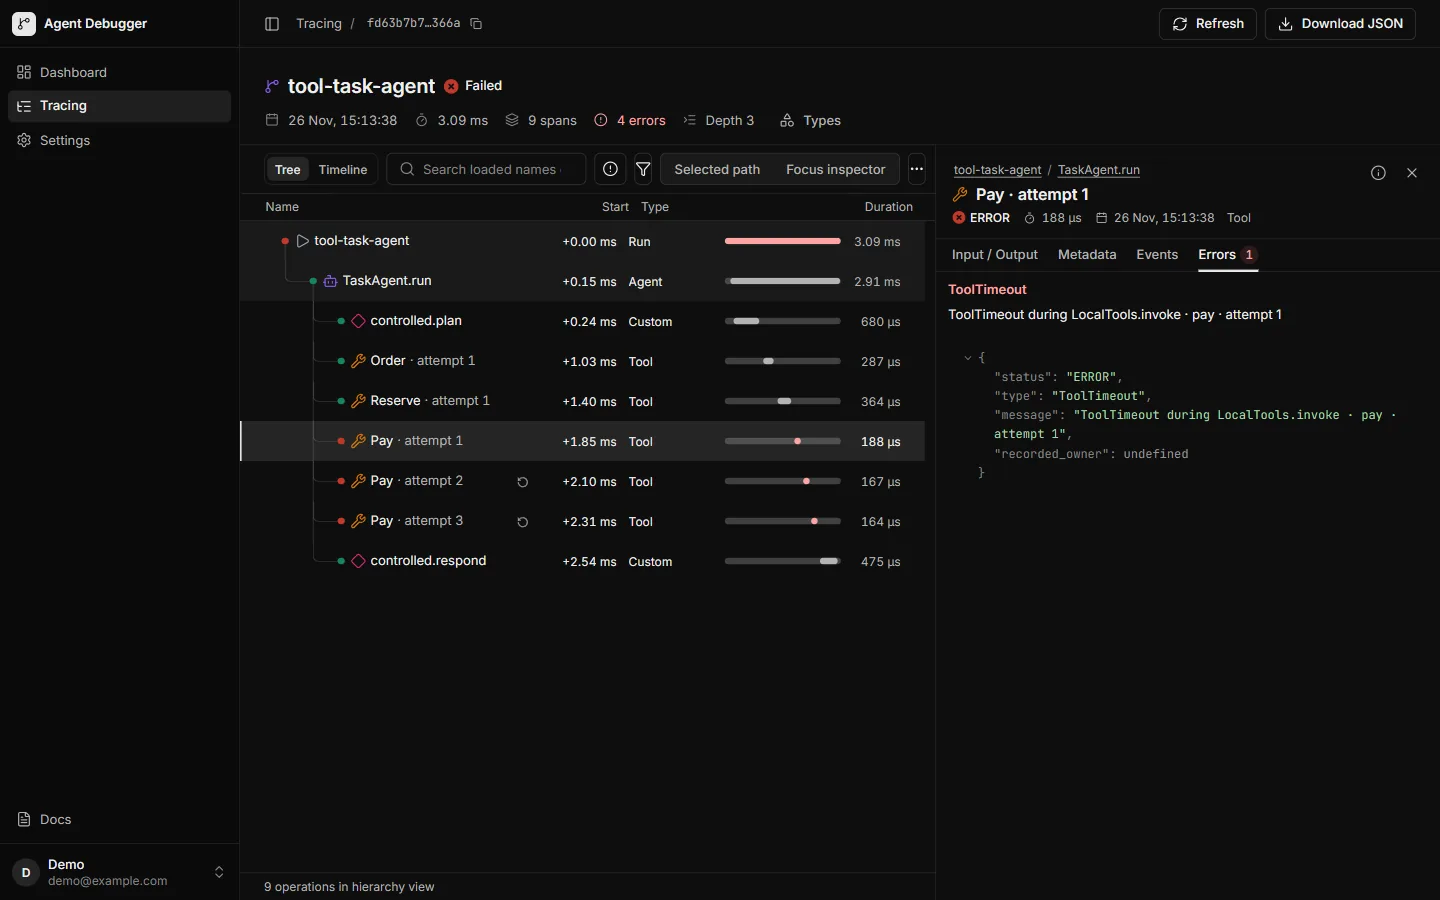 Agent Debugger
Dashboard
Tracing
Settings
Docs
D
Demo
demo@example.com
Tracing / fd63b7b7…366a
Refresh
Download JSON
tool-task-agent Failed
26 Nov, 15:13:38 3.09 ms 9 spans 4 errors Depth 3 Types
Tree Timeline Search loaded names Selected path Focus inspector
Name Start Type Duration
tool-task-agent +0.00 ms Run 3.09 ms
TaskAgent.run +0.15 ms Agent 2.91 ms
controlled.plan +0.24 ms Custom 680 µs
Order · attempt 1 +1.03 ms Tool 287 µs
Reserve · attempt 1 +1.40 ms Tool 364 µs
Pay · attempt 1 +1.85 ms Tool 188 µs
Pay · attempt 2 +2.10 ms Tool 167 µs
Pay · attempt 3 +2.31 ms Tool 164 µs
controlled.respond +2.54 ms Custom 475 µs
9 operations in hierarchy view
tool-task-agent / TaskAgent.run
Pay · attempt 1
ERROR 188 µs 26 Nov, 15:13:38 Tool
Input / Output Metadata Events Errors 1
ToolTimeout
ToolTimeout during LocalTools.invoke · pay · attempt 1
{
"status": "ERROR",
"type": "ToolTimeout",
"message": "ToolTimeout during LocalTools.invoke · pay ·
attempt 1",
"recorded_owner": undefined
}